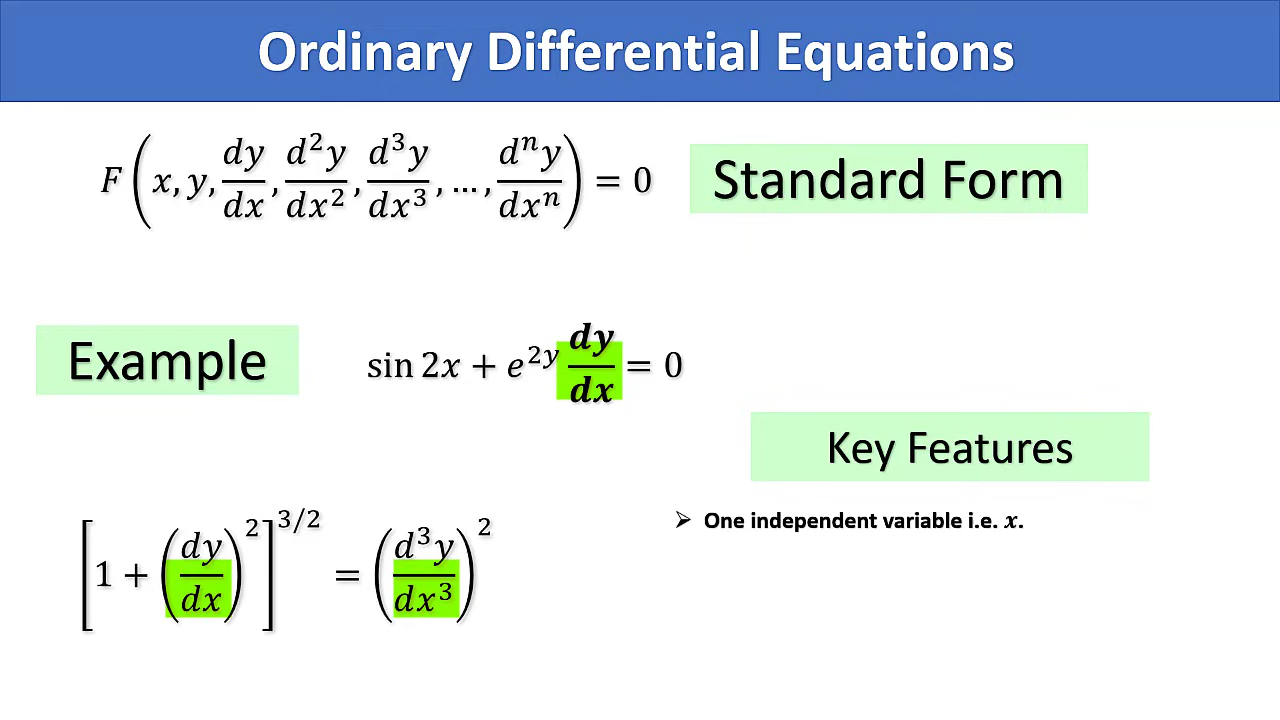 Ordinary Differential Equations
F(x, y, dy/dx, d²y/dx², d³y/dx³, ..., dⁿy/dxⁿ) = 0
Standard Form
Example
sin 2x + e^{2y} dy/dx = 0
Key Features
[1 + (dy/dx)²]^{3/2} = (d³y/dx³)²
➢ One independent variable i.e. x.